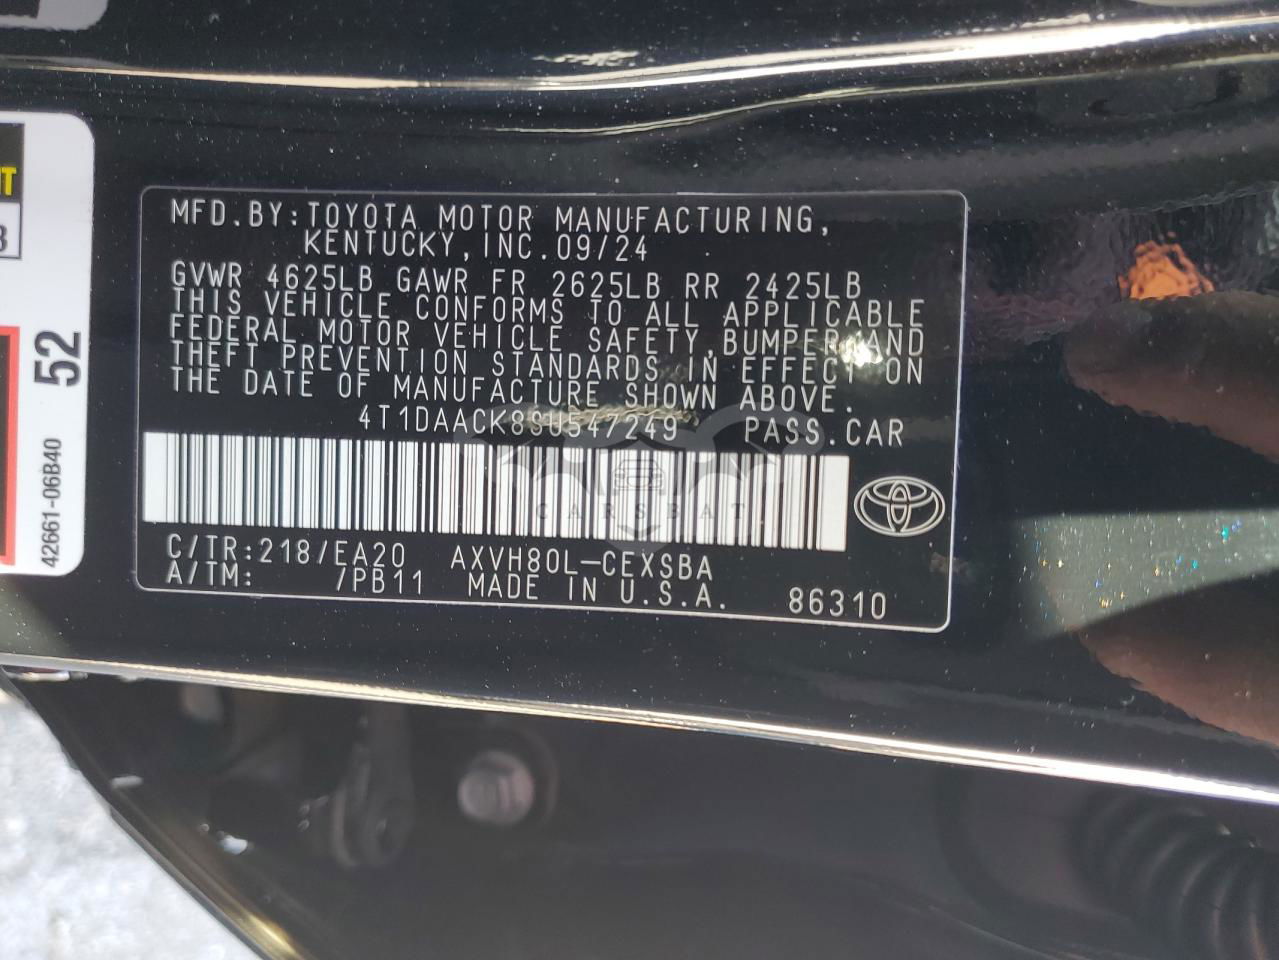 MFD.BY:TOYOTA MOTOR MANUFACTURING,
KENTUCKY,INC.09/24
GVWR 4625LB GAWR FR 2625LB RR 2425LB
THIS VEHICLE CONFORMS TO ALL APPLICABLE
FEDERAL MOTOR VEHICLE SAFETY,BUMPER,AND
THEFT PREVENTION STANDARDS IN EFFECT ON
THE DATE OF MANUFACTURE SHOWN ABOVE.
4T1DAACK8SU547249 PASS.CAR
CARSBAT
C/TR:218/EA20 AXVH80L-CEXSBA
A/TM: /PB11 MADE IN U.S.A. 86310
52
42661-06B40